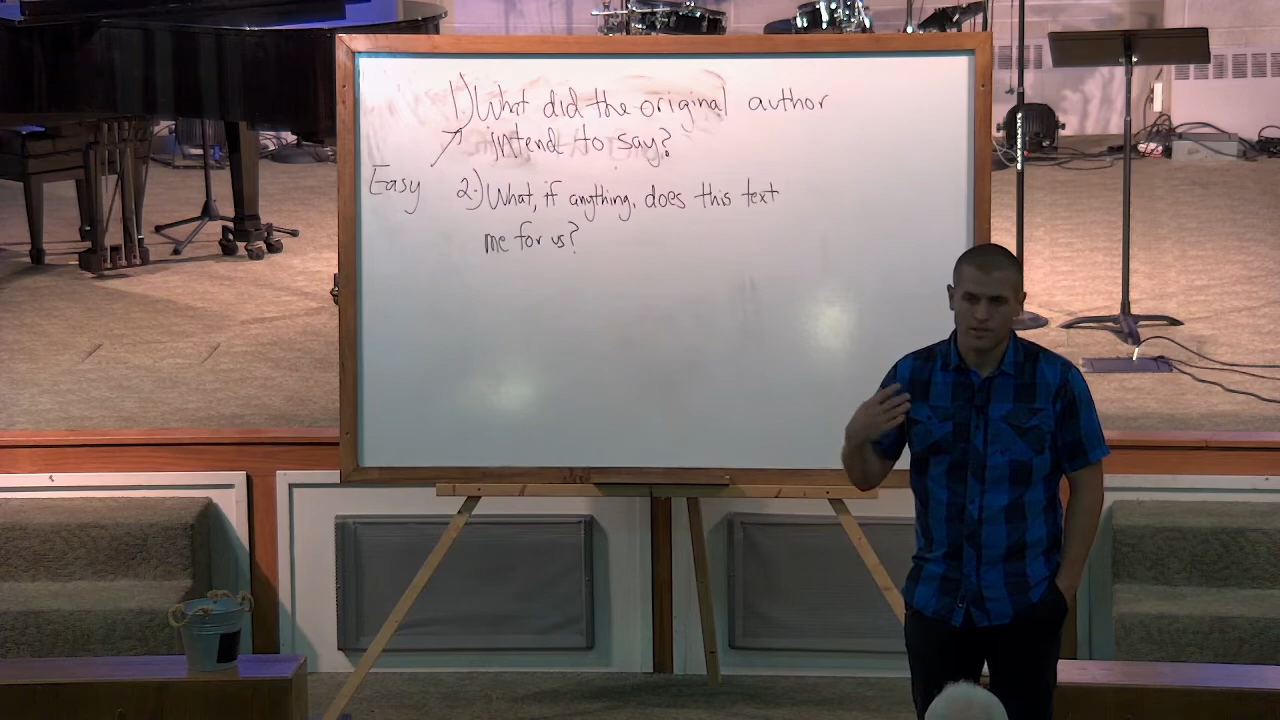 1.) What did the original author
intend to say?
Easy 2.) What, if anything, does this text
me for us?